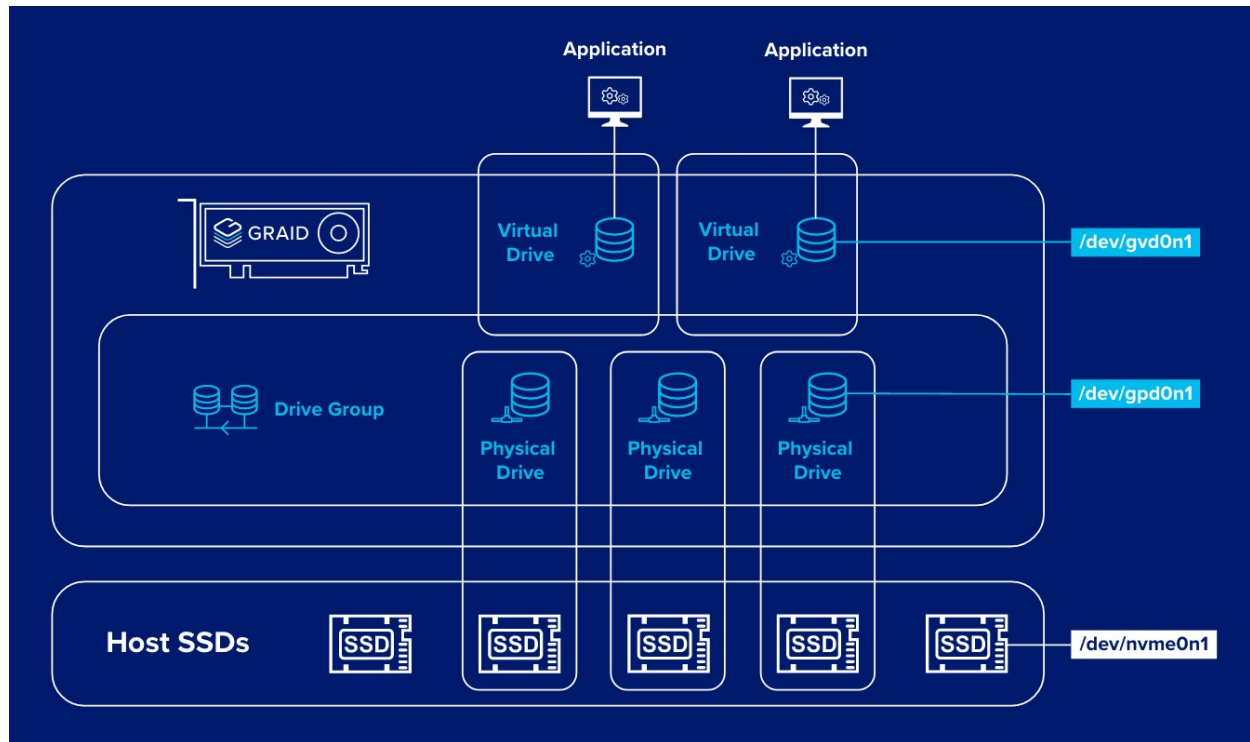 Application
Application
GRAID
Virtual
Drive
Virtual
Drive
/dev/gvd0n1
Drive Group
Physical
Drive
Physical
Drive
Physical
Drive
/dev/gpd0n1
Host SSDs
SSD
SSD
SSD
SSD
SSD
/dev/nvme0n1